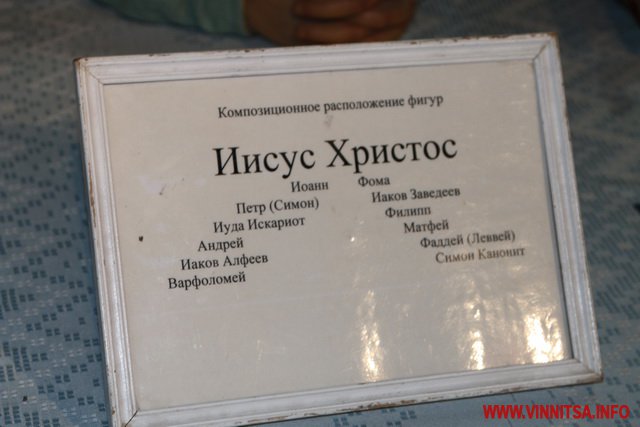 Композиционное расположение фигур
Иисус Христос
Иоанн Фома
Петр (Симон) Иаков Заведеев
Иуда Искариот Филипп
Андрей Матфей
Иаков Алфеев Фаддей (Леввей)
Варфоломей Симон Канонит
WWW.VINNITSA.INFO